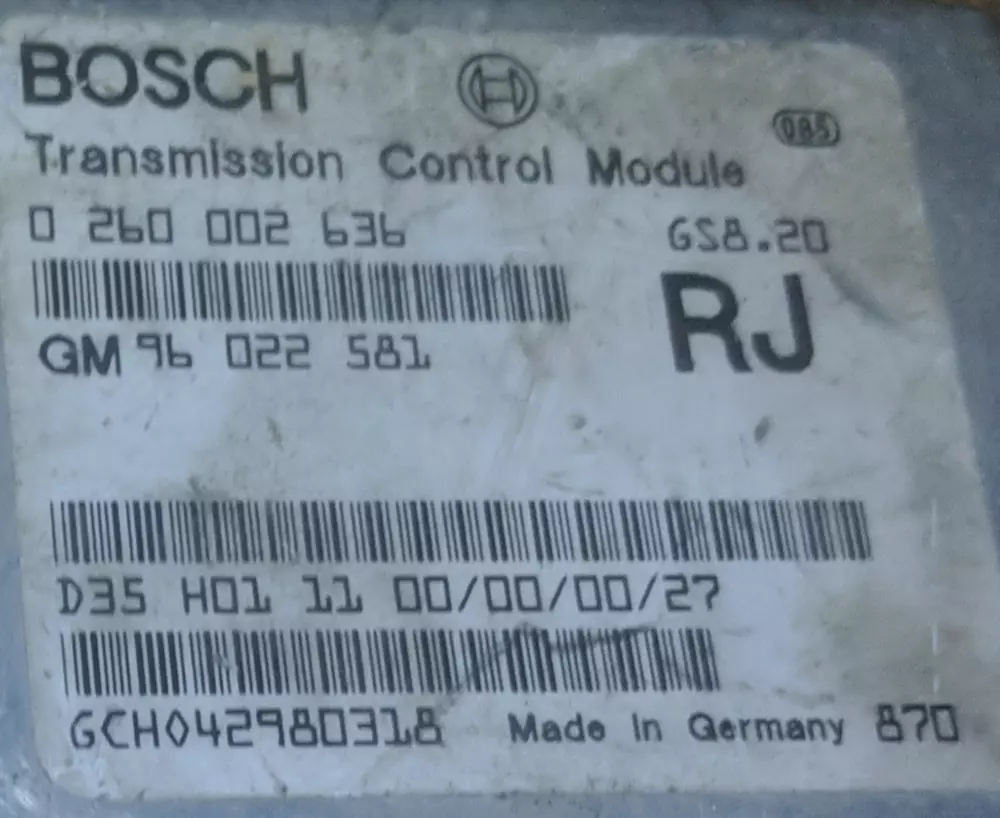 BOSCH
085
Transmission Control Module
0 260 002 636
GS8.20
GM 96 022 581
RJ
D35 H01 11 00/00/00/27
GCH042980318 Made in Germany 870